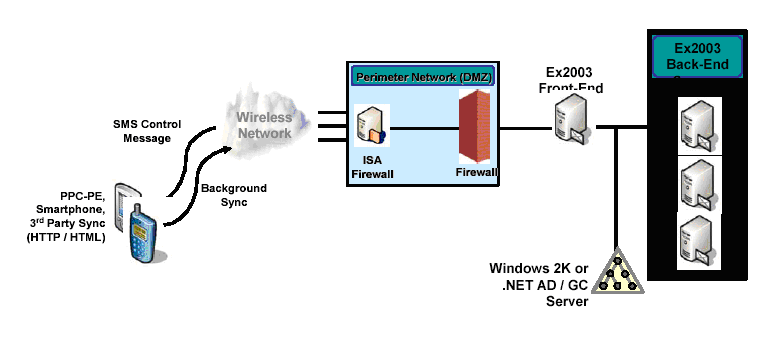 SMS Control
Message
Wireless
Network
Background
Sync
PPC-PE,
Smartphone,
3rd Party Sync
(HTTP / HTML)
Perimeter Network (DMZ)
ISA
Firewall
Firewall
Ex2003
Front-End
Ex2003
Back-End
Windows 2K or
.NET AD / GC
Server